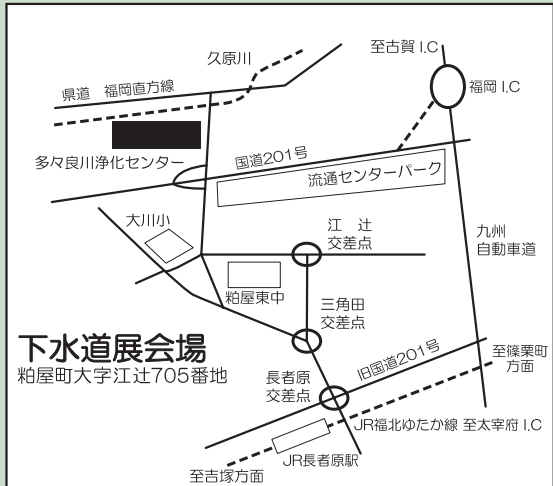 久原川
至古賀 I.C
県道 福岡直方線
福岡 I.C
多々良川浄化センター
国道201号
流通センターパーク
大川小
江 辻
交差点
九州
自動車道
粕屋東中
三角田
交差点
下水道展会場
粕屋町大字江辻705番地
長者原
交差点
旧国道201号
至篠栗町
方面
JR福北ゆたか線 至太宰府 I.C
JR長者原駅
至吉塚方面